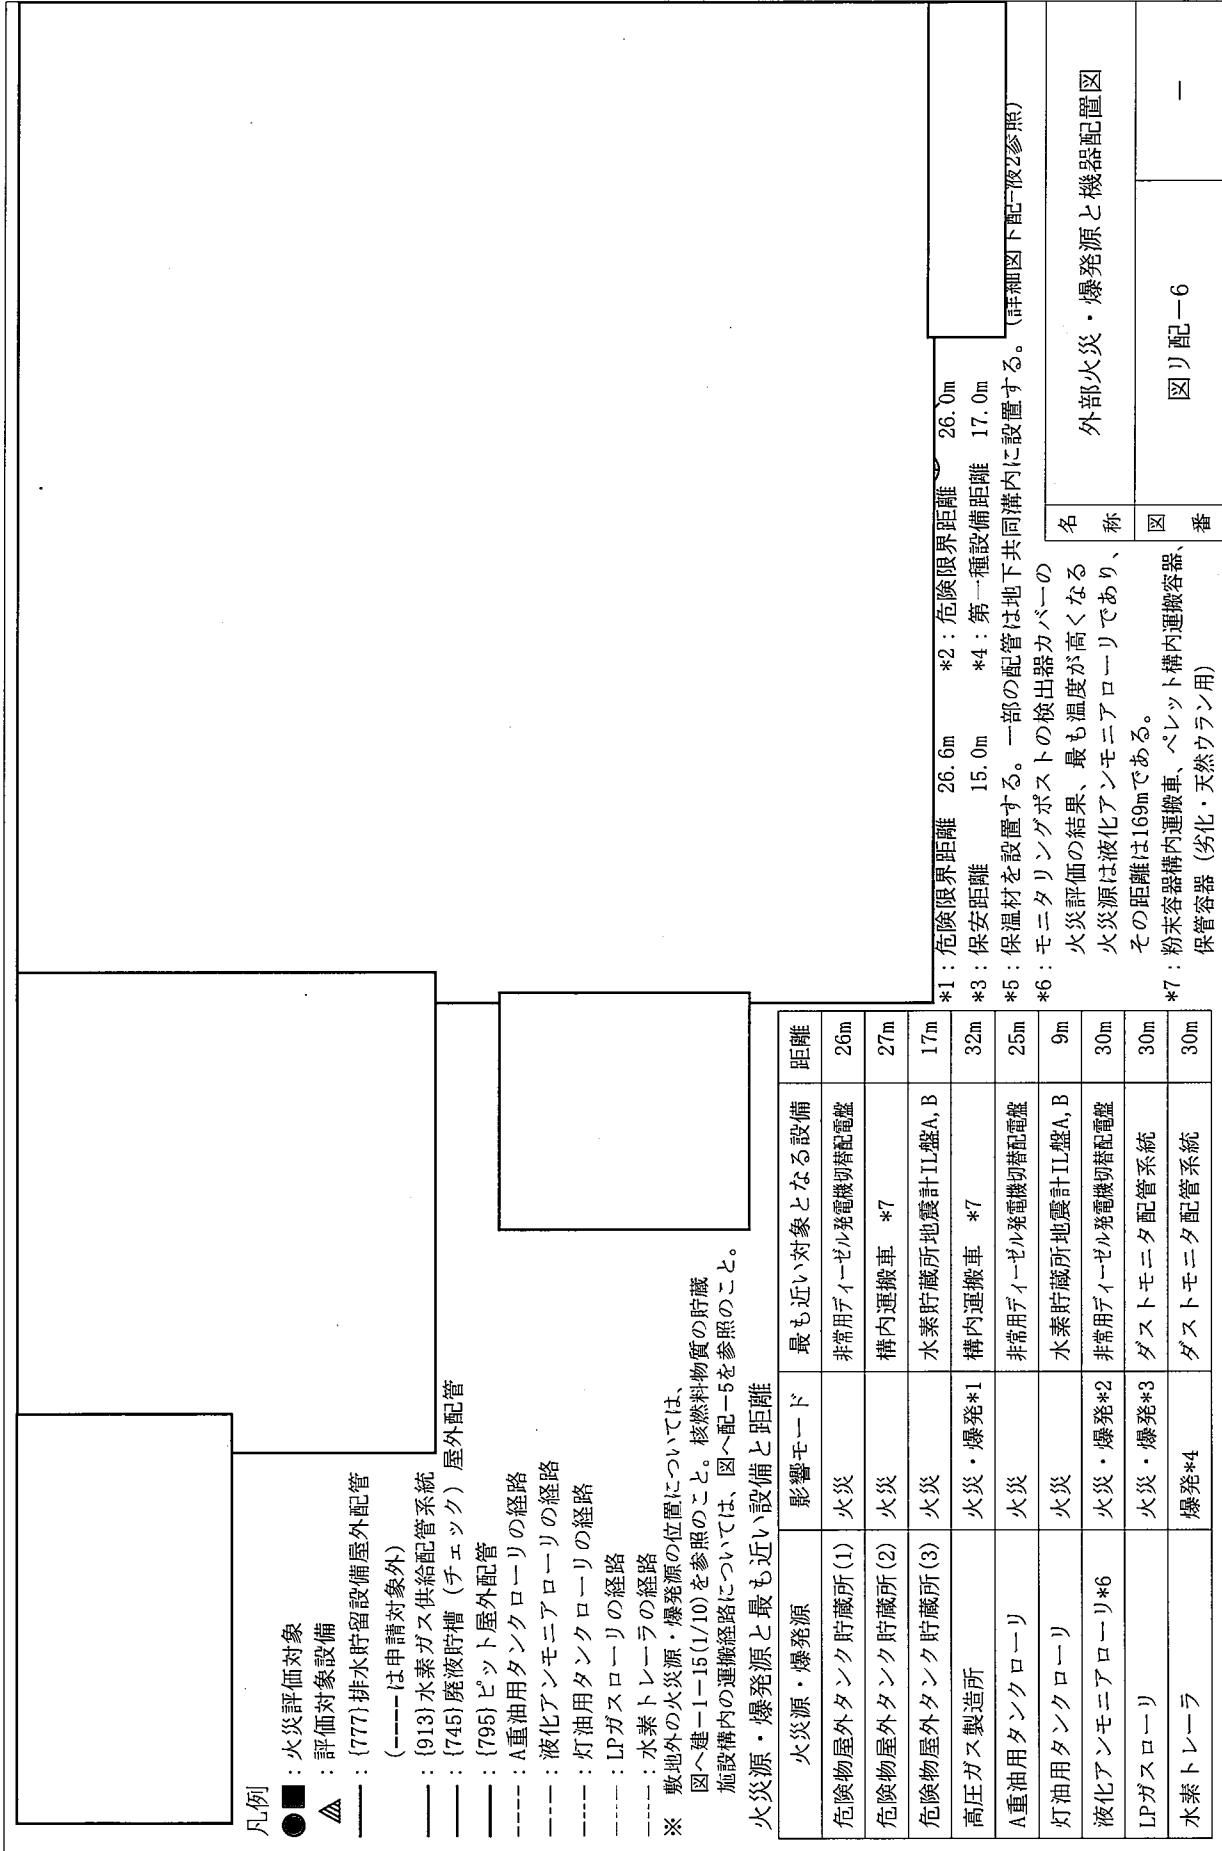 凡例
●■：火災評価対象
：評価対象設備
：{777}排水貯留設備屋外配管
(----は申請対象外)
：{913}水素ガス供給配管系統
：{745}廃液貯槽（チェック）屋外配管
：{795}ピット屋外配管
----：A重油用タンクローリの経路
----：液化アンモニアローリの経路
----：灯油用タンクローリの経路
----：LPガスローリの経路
----：水素トレーラの経路
※ 敷地外の火災源・爆発源の位置については、
図ヘ建-1-15(1/10)を参照のこと。核燃料物質の貯蔵
施設構内の運搬経路については、図ヘ配-5を参照のこと。
火災源・爆発源と最も近い設備と距離
火災源・爆発源 影響モード 最も近い対象となる設備 距離
危険物屋外タンク貯蔵所(1) 火災 非常用ディーゼル発電機切替配電盤 26m
危険物屋外タンク貯蔵所(2) 火災 構内運搬車 *7 27m
危険物屋外タンク貯蔵所(3) 火災 水素貯蔵所地震計IL盤A,B 17m
高圧ガス製造所 火災・爆発*1 構内運搬車 *7 32m
A重油用タンクローリ 火災 非常用ディーゼル発電機切替配電盤 25m
灯油用タンクローリ 火災 水素貯蔵所地震計IL盤A,B 9m
液化アンモニアローリ*6 火災・爆発*2 非常用ディーゼル発電機切替配電盤 30m
LPガスローリ 火災・爆発*3 ダストモニタ配管系統 30m
水素トレーラ 爆発*4 ダストモニタ配管系統 30m
*1：危険限界距離 26.6m *2：危険限界距離 26.0m
*3：保安距離 15.0m *4：第一種設備距離 17.0m
*5：保温材を設置する。一部の配管は地下共同溝内に設置する。（詳細図ト配-液2参照）
*6：モニタリングポストの検出器カバーの
火災評価の結果、最も温度が高くなる
火災源は液化アンモニアローリであり、
その距離は169mである。
*7：粉末容器構内運搬車、ペレット構内運搬容器、
保管容器（劣化・天然ウラン用）
名称 外部火災・爆発源と機器配置図
図番 図リ配-6 －